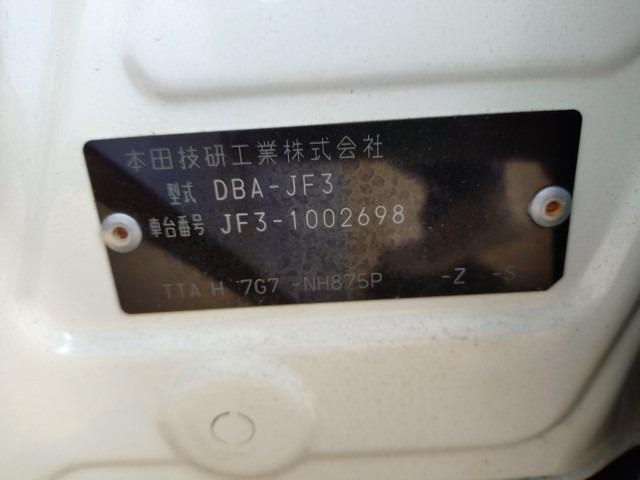 本田技研工業株式会社
型式 DBA-JF3
車台番号 JF3-1002698
TTA H 7G7 -NH875P -Z -S